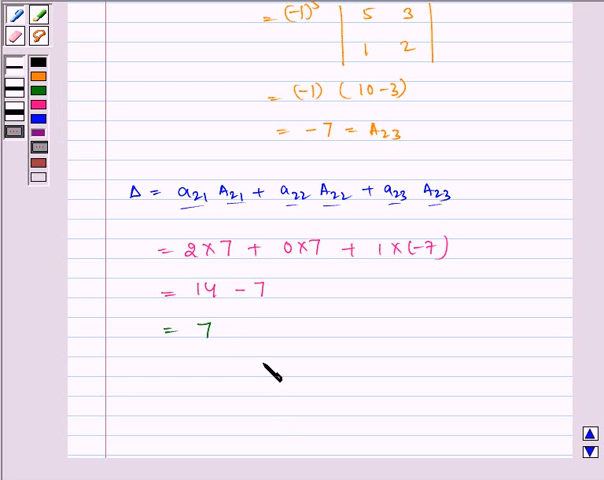 = (-1)⁵ | 5 3 |
| 1 2 |
= (-1) (10-3)
= -7 = A₂₃
Δ = a₂₁ A₂₁ + a₂₂ A₂₂ + a₂₃ A₂₃
= 2×7 + 0×7 + 1×(-7)
= 14 - 7
= 7